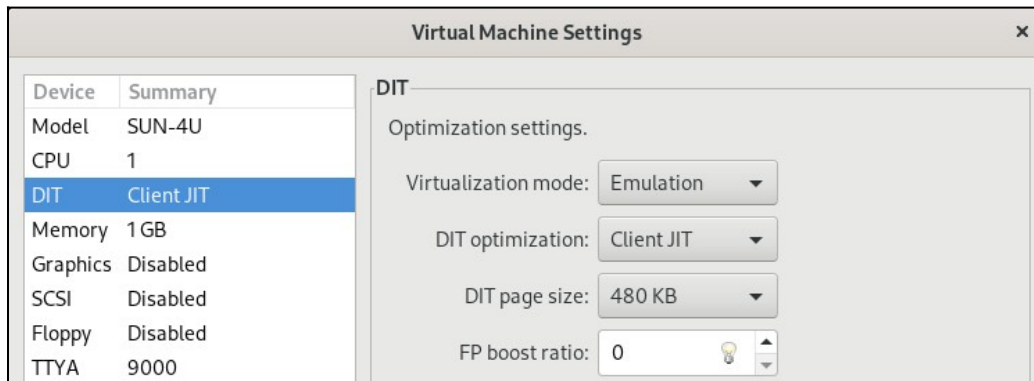 Virtual Machine Settings ×
Device Summary
Model SUN-4U
CPU 1
DIT Client JIT
Memory 1 GB
Graphics Disabled
SCSI Disabled
Floppy Disabled
TTYA 9000
DIT
Optimization settings.
Virtualization mode: Emulation
DIT optimization: Client JIT
DIT page size: 480 KB
FP boost ratio: 0